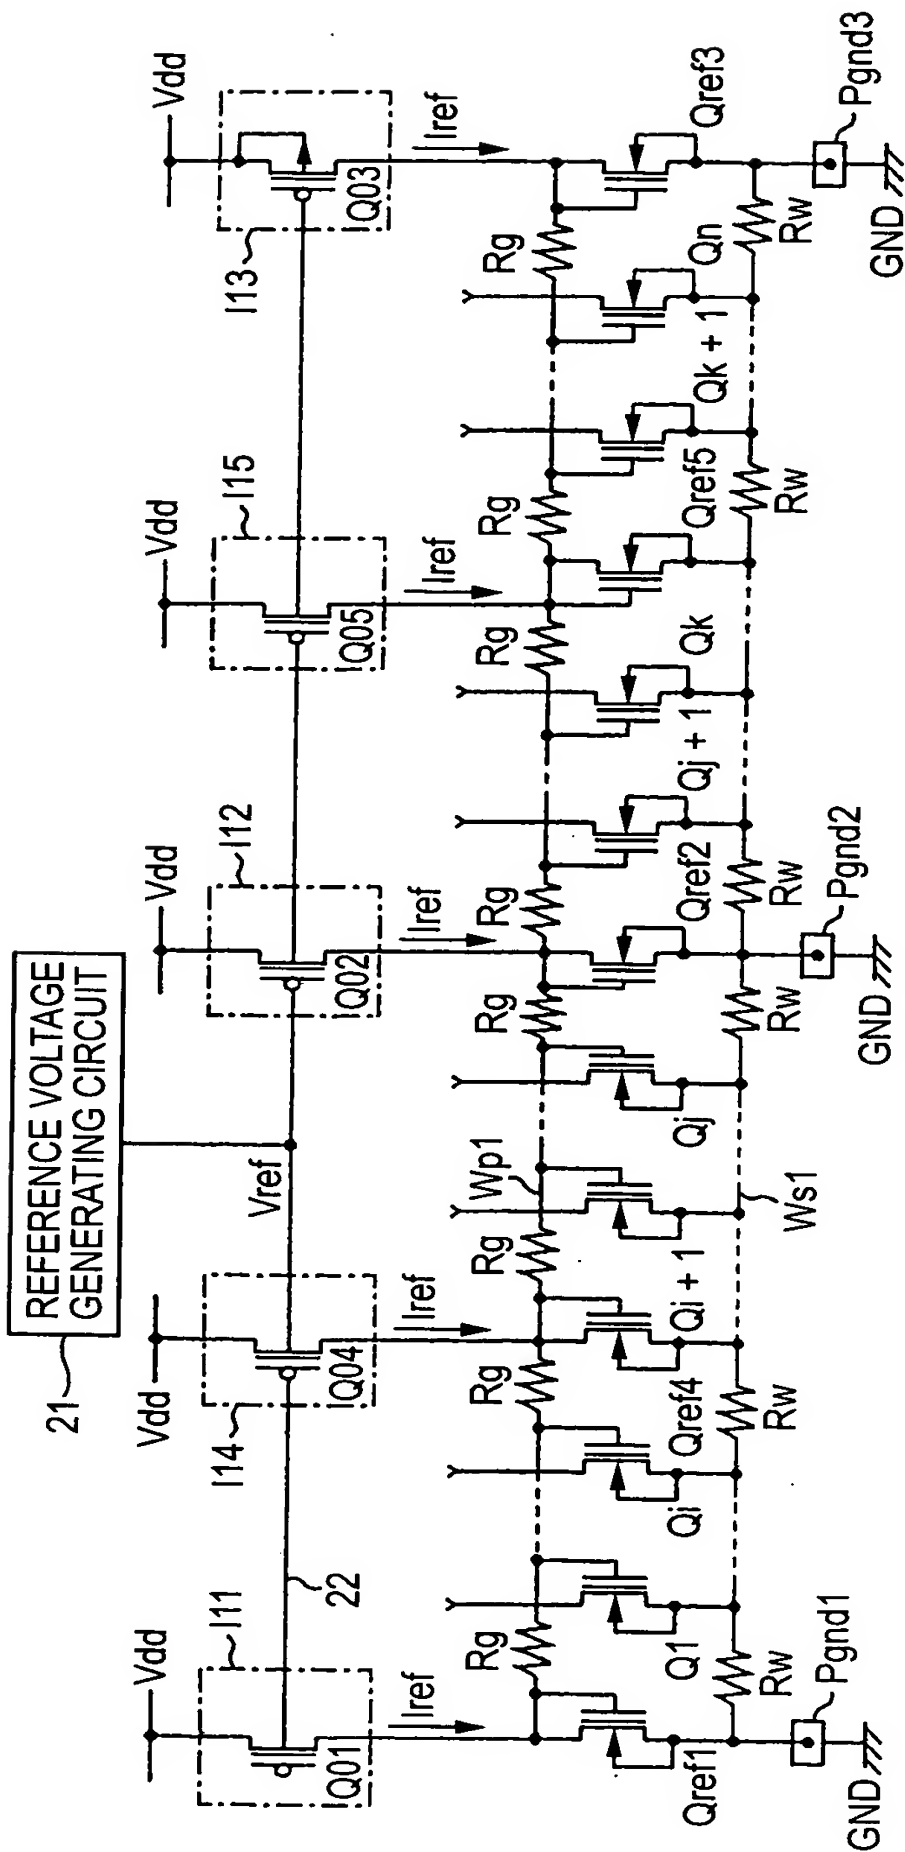 REFERENCE VOLTAGE
GENERATING CIRCUIT
21
Vref
Vdd
Vdd
Vdd
Vdd
Vdd
I11
I14
I12
I15
I13
22
Q01
Q04
Q02
Q05
Q03
Iref
Iref
Iref
Iref
Iref
Rg
Rg
Rg
Wp1
Rg
Rg
Rg
Rg
Rg
Qref1
Q1
Qi
Qref4
Qi + 1
Qj
Qref2
Qj + 1
Qk
Qref5
Qk + 1
Qn
Qref3
Rw
Rw
Ws1
Rw
Rw
Rw
Rw
Pgnd1
Pgnd2
Pgnd3
GND
GND
GND